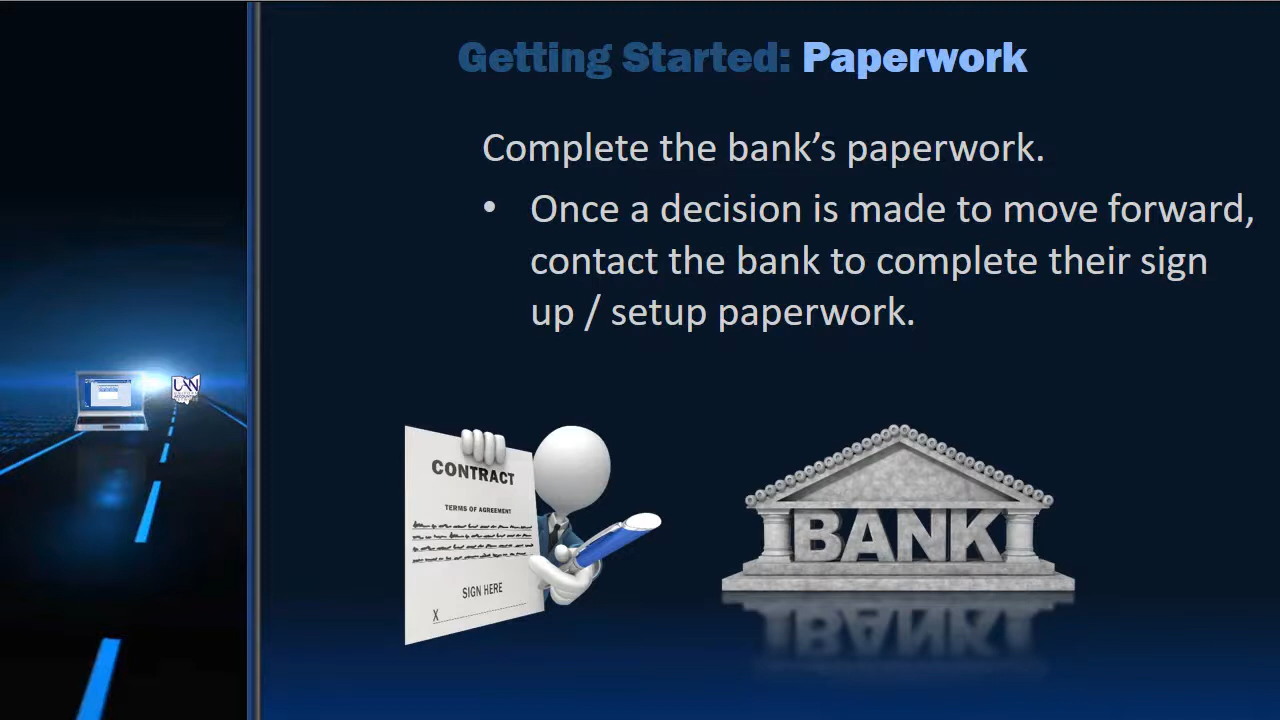 Getting Started: Paperwork
Complete the bank’s paperwork.
• Once a decision is made to move forward,
contact the bank to complete their sign
up / setup paperwork.
UAN
CONTRACT
TERMS OF AGREEMENT
SIGN HERE
X
BANK